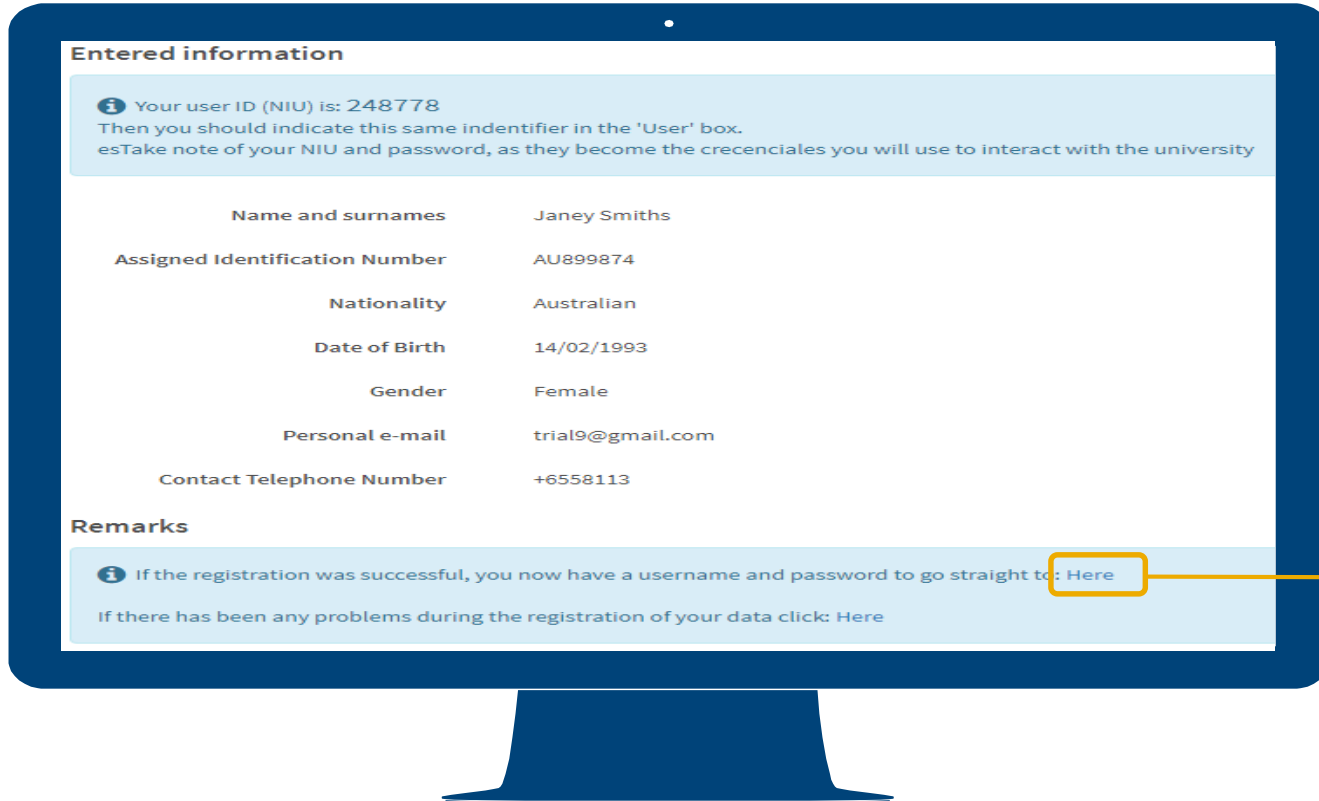 Entered information
Your user ID (NIU) is: 248778
Then you should indicate this same indentifier in the 'User' box.
esTake note of your NIU and password, as they become the crecenciales you will use to interact with the university
Name and surnames Janey Smiths
Assigned Identification Number AU899874
Nationality Australian
Date of Birth 14/02/1993
Gender Female
Personal e-mail trial9@gmail.com
Contact Telephone Number +6558113
Remarks
If the registration was successful, you now have a username and password to go straight to: Here
If there has been any problems during the registration of your data click: Here